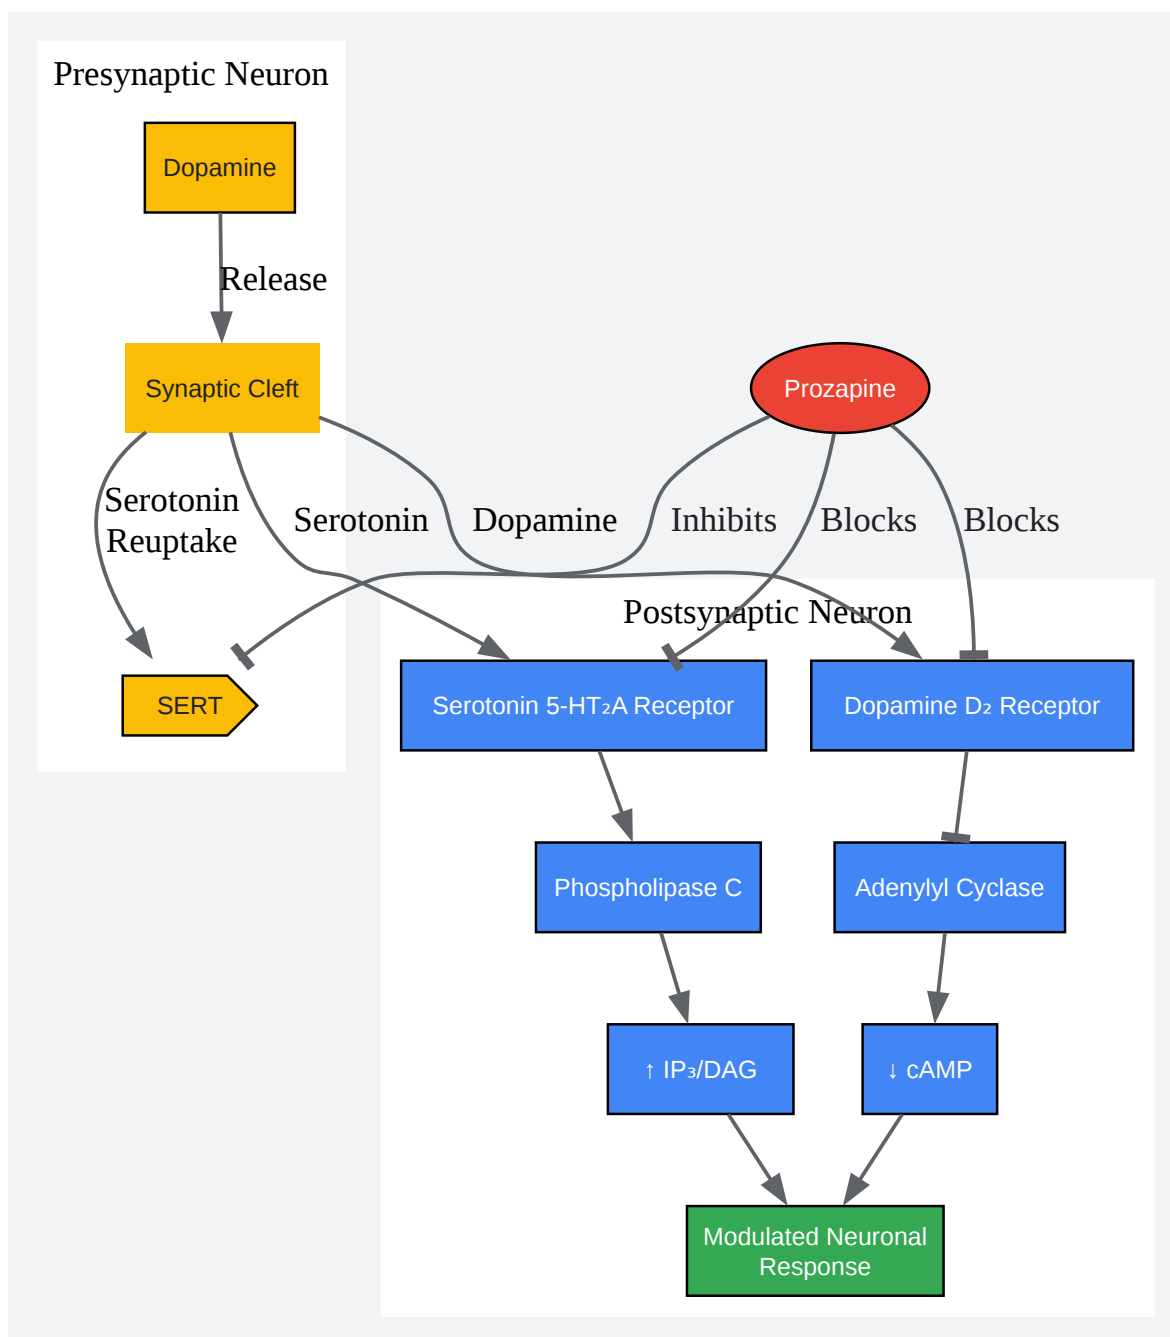 Presynaptic Neuron
Dopamine
Release
Synaptic Cleft
Prozapine
Serotonin
Reuptake
Serotonin
Dopamine
Inhibits
Blocks
Blocks
Postsynaptic Neuron
SERT
Serotonin 5-HT₂A Receptor
Dopamine D₂ Receptor
Phospholipase C
Adenylyl Cyclase
↑ IP₃/DAG
↓ cAMP
Modulated Neuronal
Response